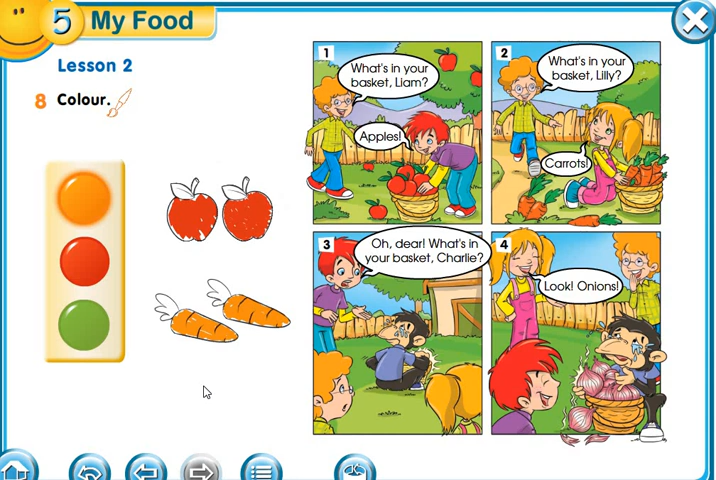 5 My Food
Lesson 2
8 Colour.
1
What's in your
basket, Liam?
Apples!
2
What's in your
basket, Lilly?
Carrots!
3
Oh, dear! What's in
your basket, Charlie?
4
Look! Onions!